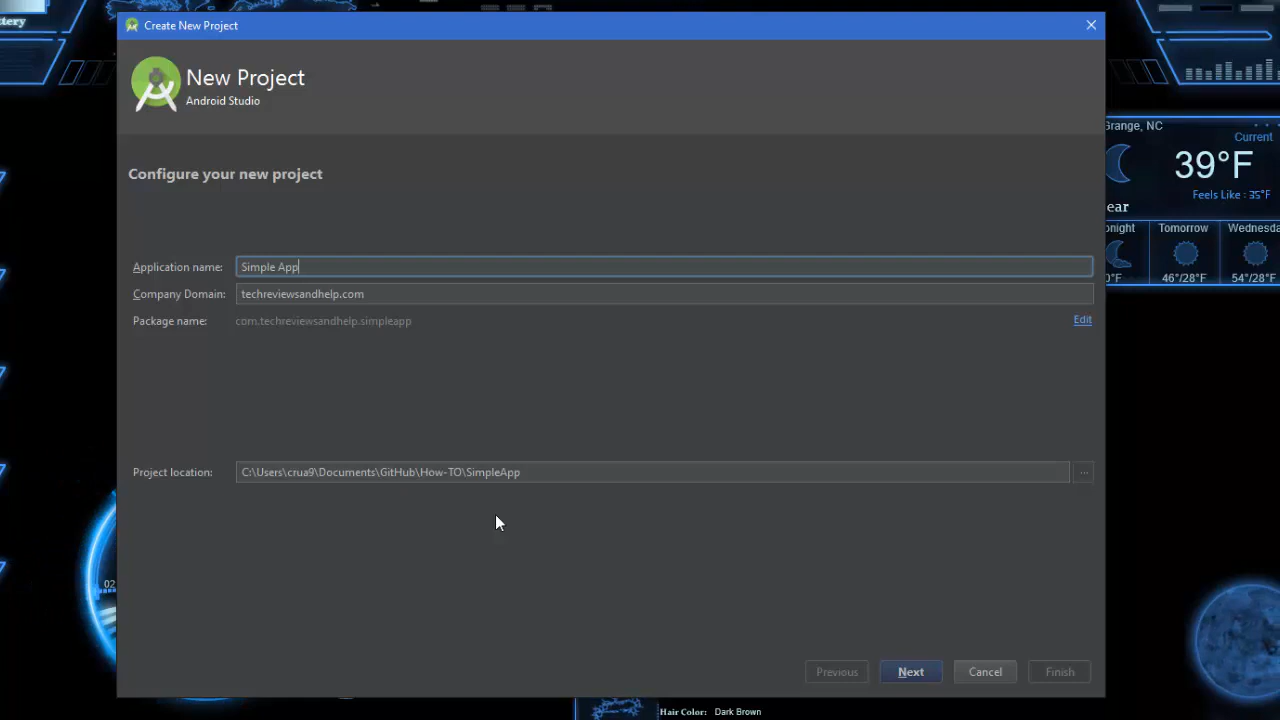 ttery
Create New Project
New Project
Android Studio
Configure your new project
Application name: Simple App
Company Domain: techreviewsandhelp.com
Package name: com.techreviewsandhelp.simpleapp Edit
Project location: C:\Users\crua9\Documents\GitHub\How-TO\SimpleApp ...
Previous Next Cancel Finish
Grange, NC
Current
39°F
Feels Like : 35°F
ear
onight Tomorrow Wednesda
0°F 46°/28°F 54°/28°F
02
Hair Color: Dark Brown